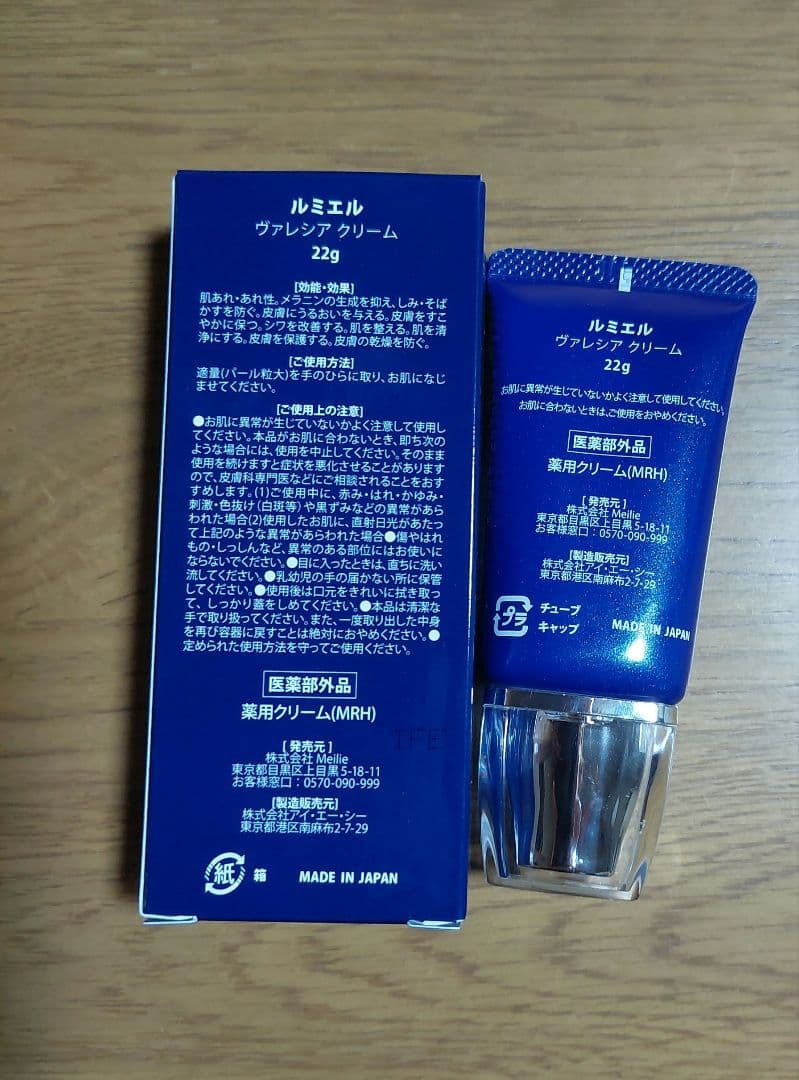 ルミエル
ヴァレシア クリーム
22g
[効能・効果]
肌あれ・あれ性。メラニンの生成を抑え、しみ・そば
かすを防ぐ。皮膚にうるおいを与える。皮膚をすこ
やかに保つ。シワを改善する。肌を整える。肌を清
浄にする。皮膚を保護する。皮膚の乾燥を防ぐ。
[ご使用方法]
適量(パール粒大)を手のひらに取り、お肌になじ
ませてください。
[ご使用上の注意]
●お肌に異常が生じていないかよく注意して使用し
てください。本品がお肌に合わないとき、即ち次の
ような場合には、使用を中止してください。そのまま
使用を続けますと症状を悪化させることがあります
ので、皮膚科専門医などにご相談されることをおす
すめします。(1)ご使用中に、赤み・はれ・かゆみ・
刺激・色抜け(白斑等)や黒ずみなどの異常があら
われた場合(2)使用したお肌に、直射日光があたっ
て上記のような異常があらわれた場合●傷やはれ
もの・しっしんなど、異常のある部位にはお使いに
ならないでください。●目に入ったときは、直ちに洗い
流してください。●乳幼児の手の届かない所に保管
してください。●使用後は口元をきれいに拭き取っ
て、しっかり蓋をしめてください。●本品は清潔な
手で取り扱ってください。また、一度取り出した中身
を再び容器に戻すことは絶対におやめください。●
定められた使用方法を守ってご使用ください。
医薬部外品
薬用クリーム(MRH)
[発売元]
株式会社 Meilie
東京都目黒区上目黒 5-18-11
お客様窓口:0570-090-999
[製造販売元]
株式会社アイ・エー・シー
東京都港区南麻布2-7-29
紙 箱 MADE IN JAPAN
ルミエル
ヴァレシア クリーム
22g
お肌に異常が生じていないかよく注意して使用してください。
お肌に合わないときは、ご使用をおやめください。
医薬部外品
薬用クリーム(MRH)
[発売元]
株式会社 Meilie
東京都目黒区上目黒 5-18-11
お客様窓口:0570-090-999
[製造販売元]
株式会社アイ・エー・シー
東京都港区南麻布2-7-29
プラ チューブ
キャップ MADE IN JAPAN